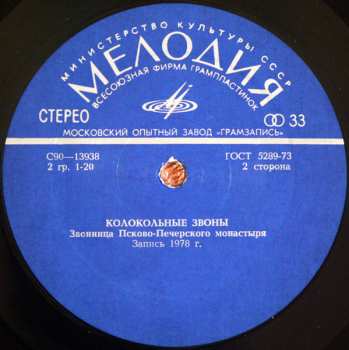 МИНИСТЕРСТВО КУЛЬТУРЫ СССР
МЕЛОДИЯ
ВСЕСОЮЗНАЯ ФИРМА ГРАМПЛАСТИНОК
СТЕРЕО
33
МОСКОВСКИЙ ОПЫТНЫЙ ЗАВОД «ГРАМЗАПИСЬ»
С90—13938
ГОСТ 5289-73
2 гр. 1-20
2 сторона
КОЛОКОЛЬНЫЕ ЗВОНЫ
Звонница Псково-Печерского монастыря
Запись 1978 г.